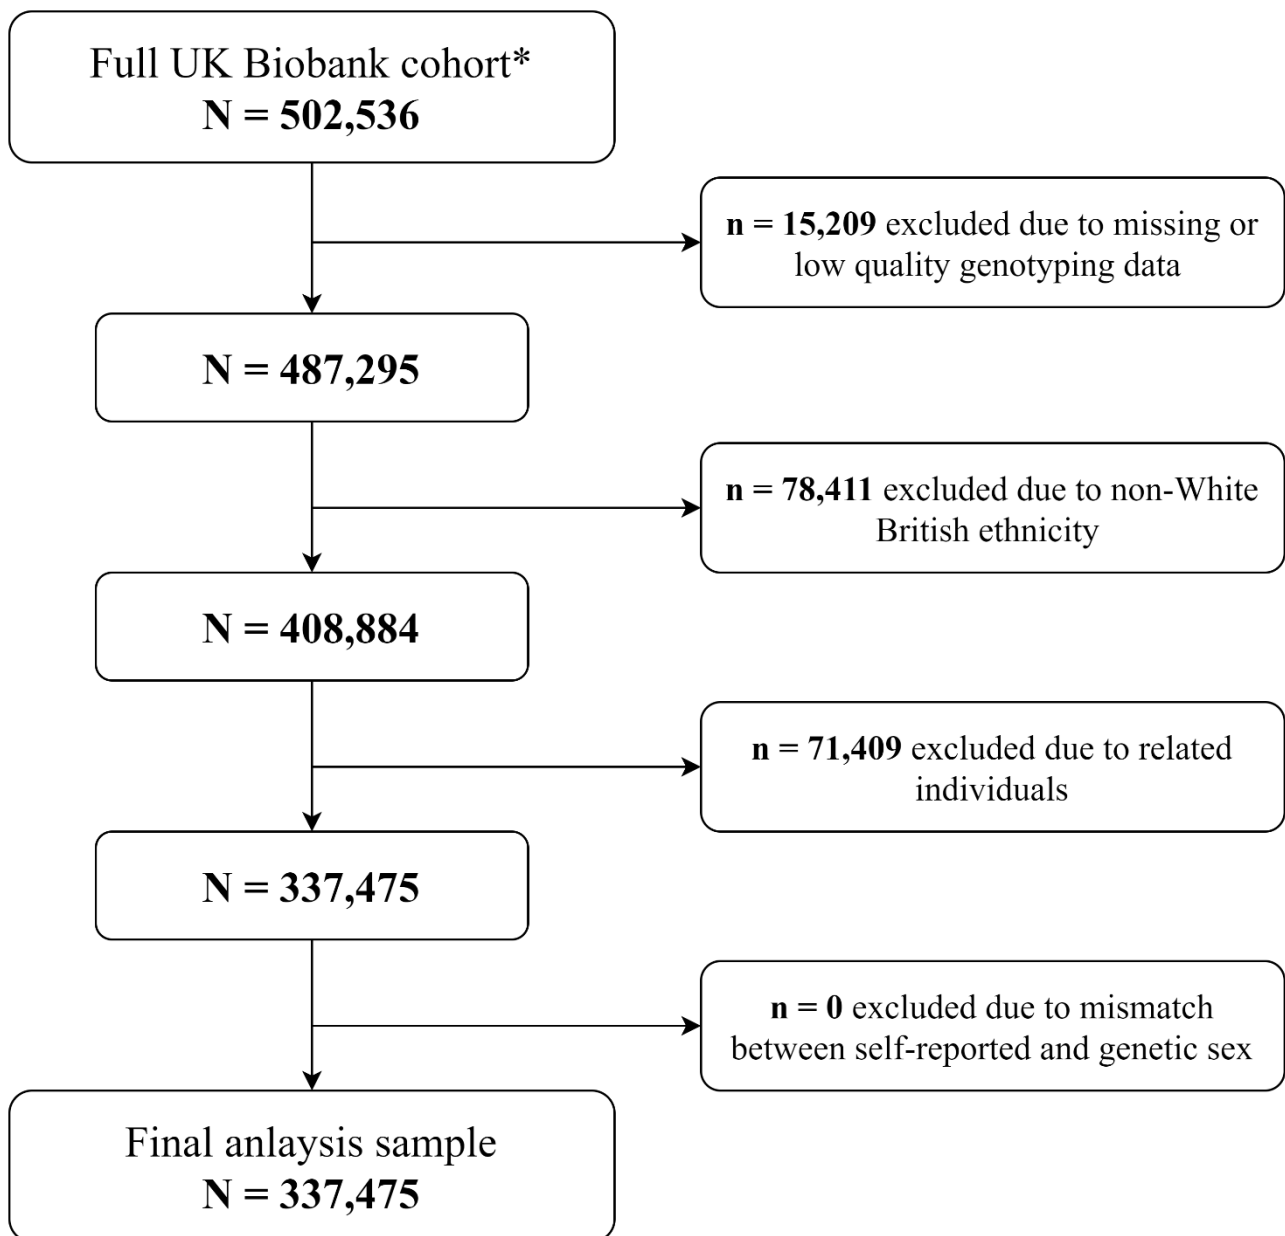 Full UK Biobank cohort*
N = 502,536
n = 15,209 excluded due to missing or
low quality genotyping data
N = 487,295
n = 78,411 excluded due to non-White
British ethnicity
N = 408,884
n = 71,409 excluded due to related
individuals
N = 337,475
n = 0 excluded due to mismatch
between self-reported and genetic sex
Final anlaysis sample
N = 337,475